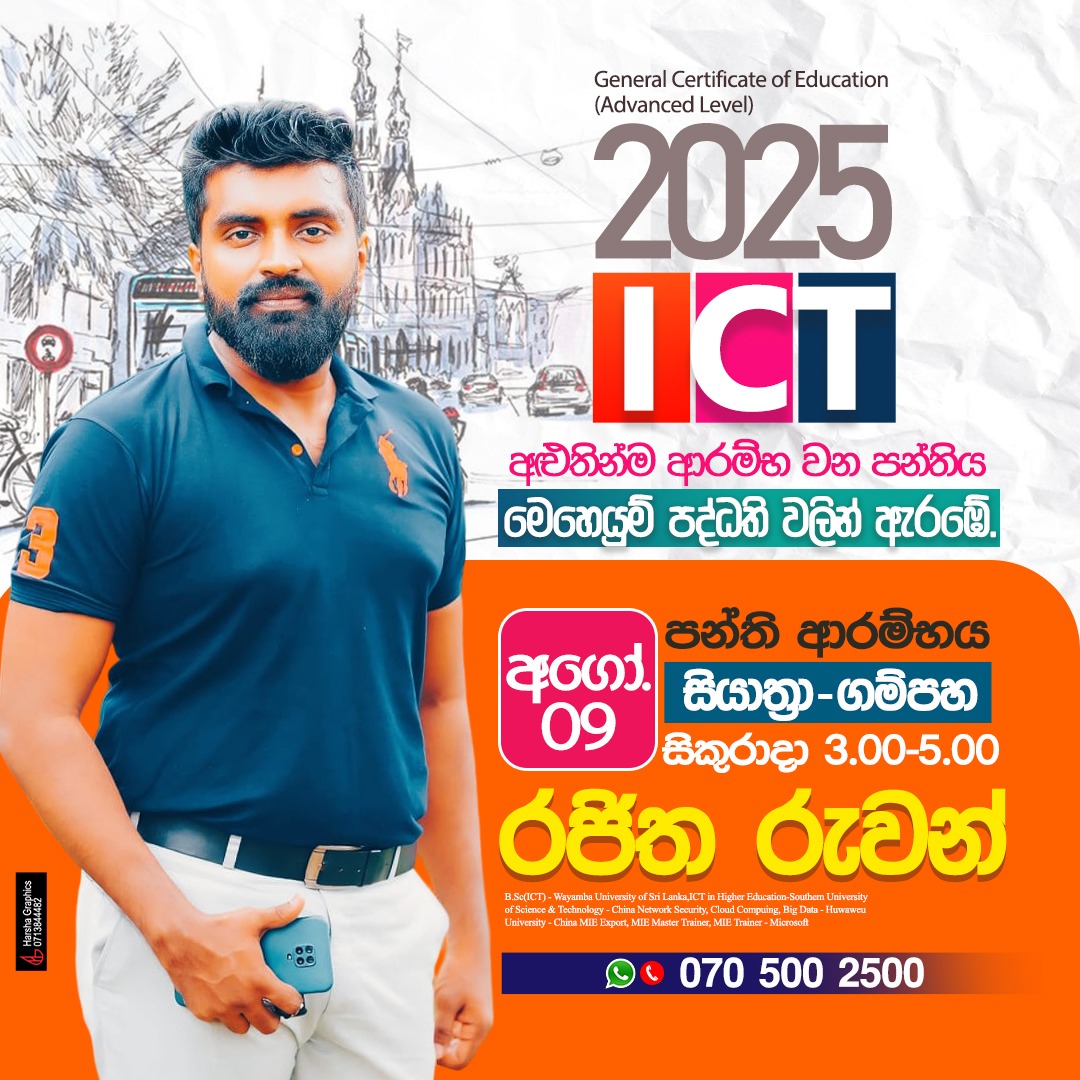 General Certificate of Education
(Advanced Level)
2025
ICT
අළුතින්ම ආරම්භ වන පන්තිය
මෙහෙයුම් පද්ධති වලින් ඇරඹේ.
අගෝ.
09
පන්ති ආරම්භය
සියාත්‍රා - ගම්පහ
සිකුරාදා 3.00-5.00
රජිත රුවන්
B.Sc(ICT) - Wayamba University of Sri Lanka,ICT in Higher Education-Southern University
of Science & Technology - China Network Security, Cloud Compuing, Big Data - Huwaweu
University - China MIE Export, MIE Master Trainer, MIE Trainer - Microsoft
070 500 2500
3
Harsha Graphics
0713844482